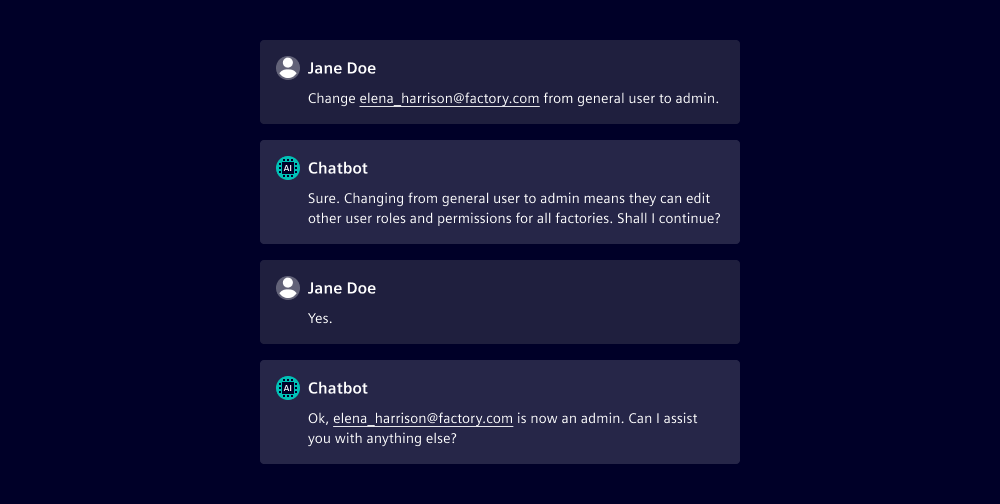 Jane Doe
Change elena_harrison@factory.com from general user to admin.
AI
Chatbot
Sure. Changing from general user to admin means they can edit
other user roles and permissions for all factories. Shall I continue?
Jane Doe
Yes.
AI
Chatbot
Ok, elena_harrison@factory.com is now an admin. Can I assist
you with anything else?